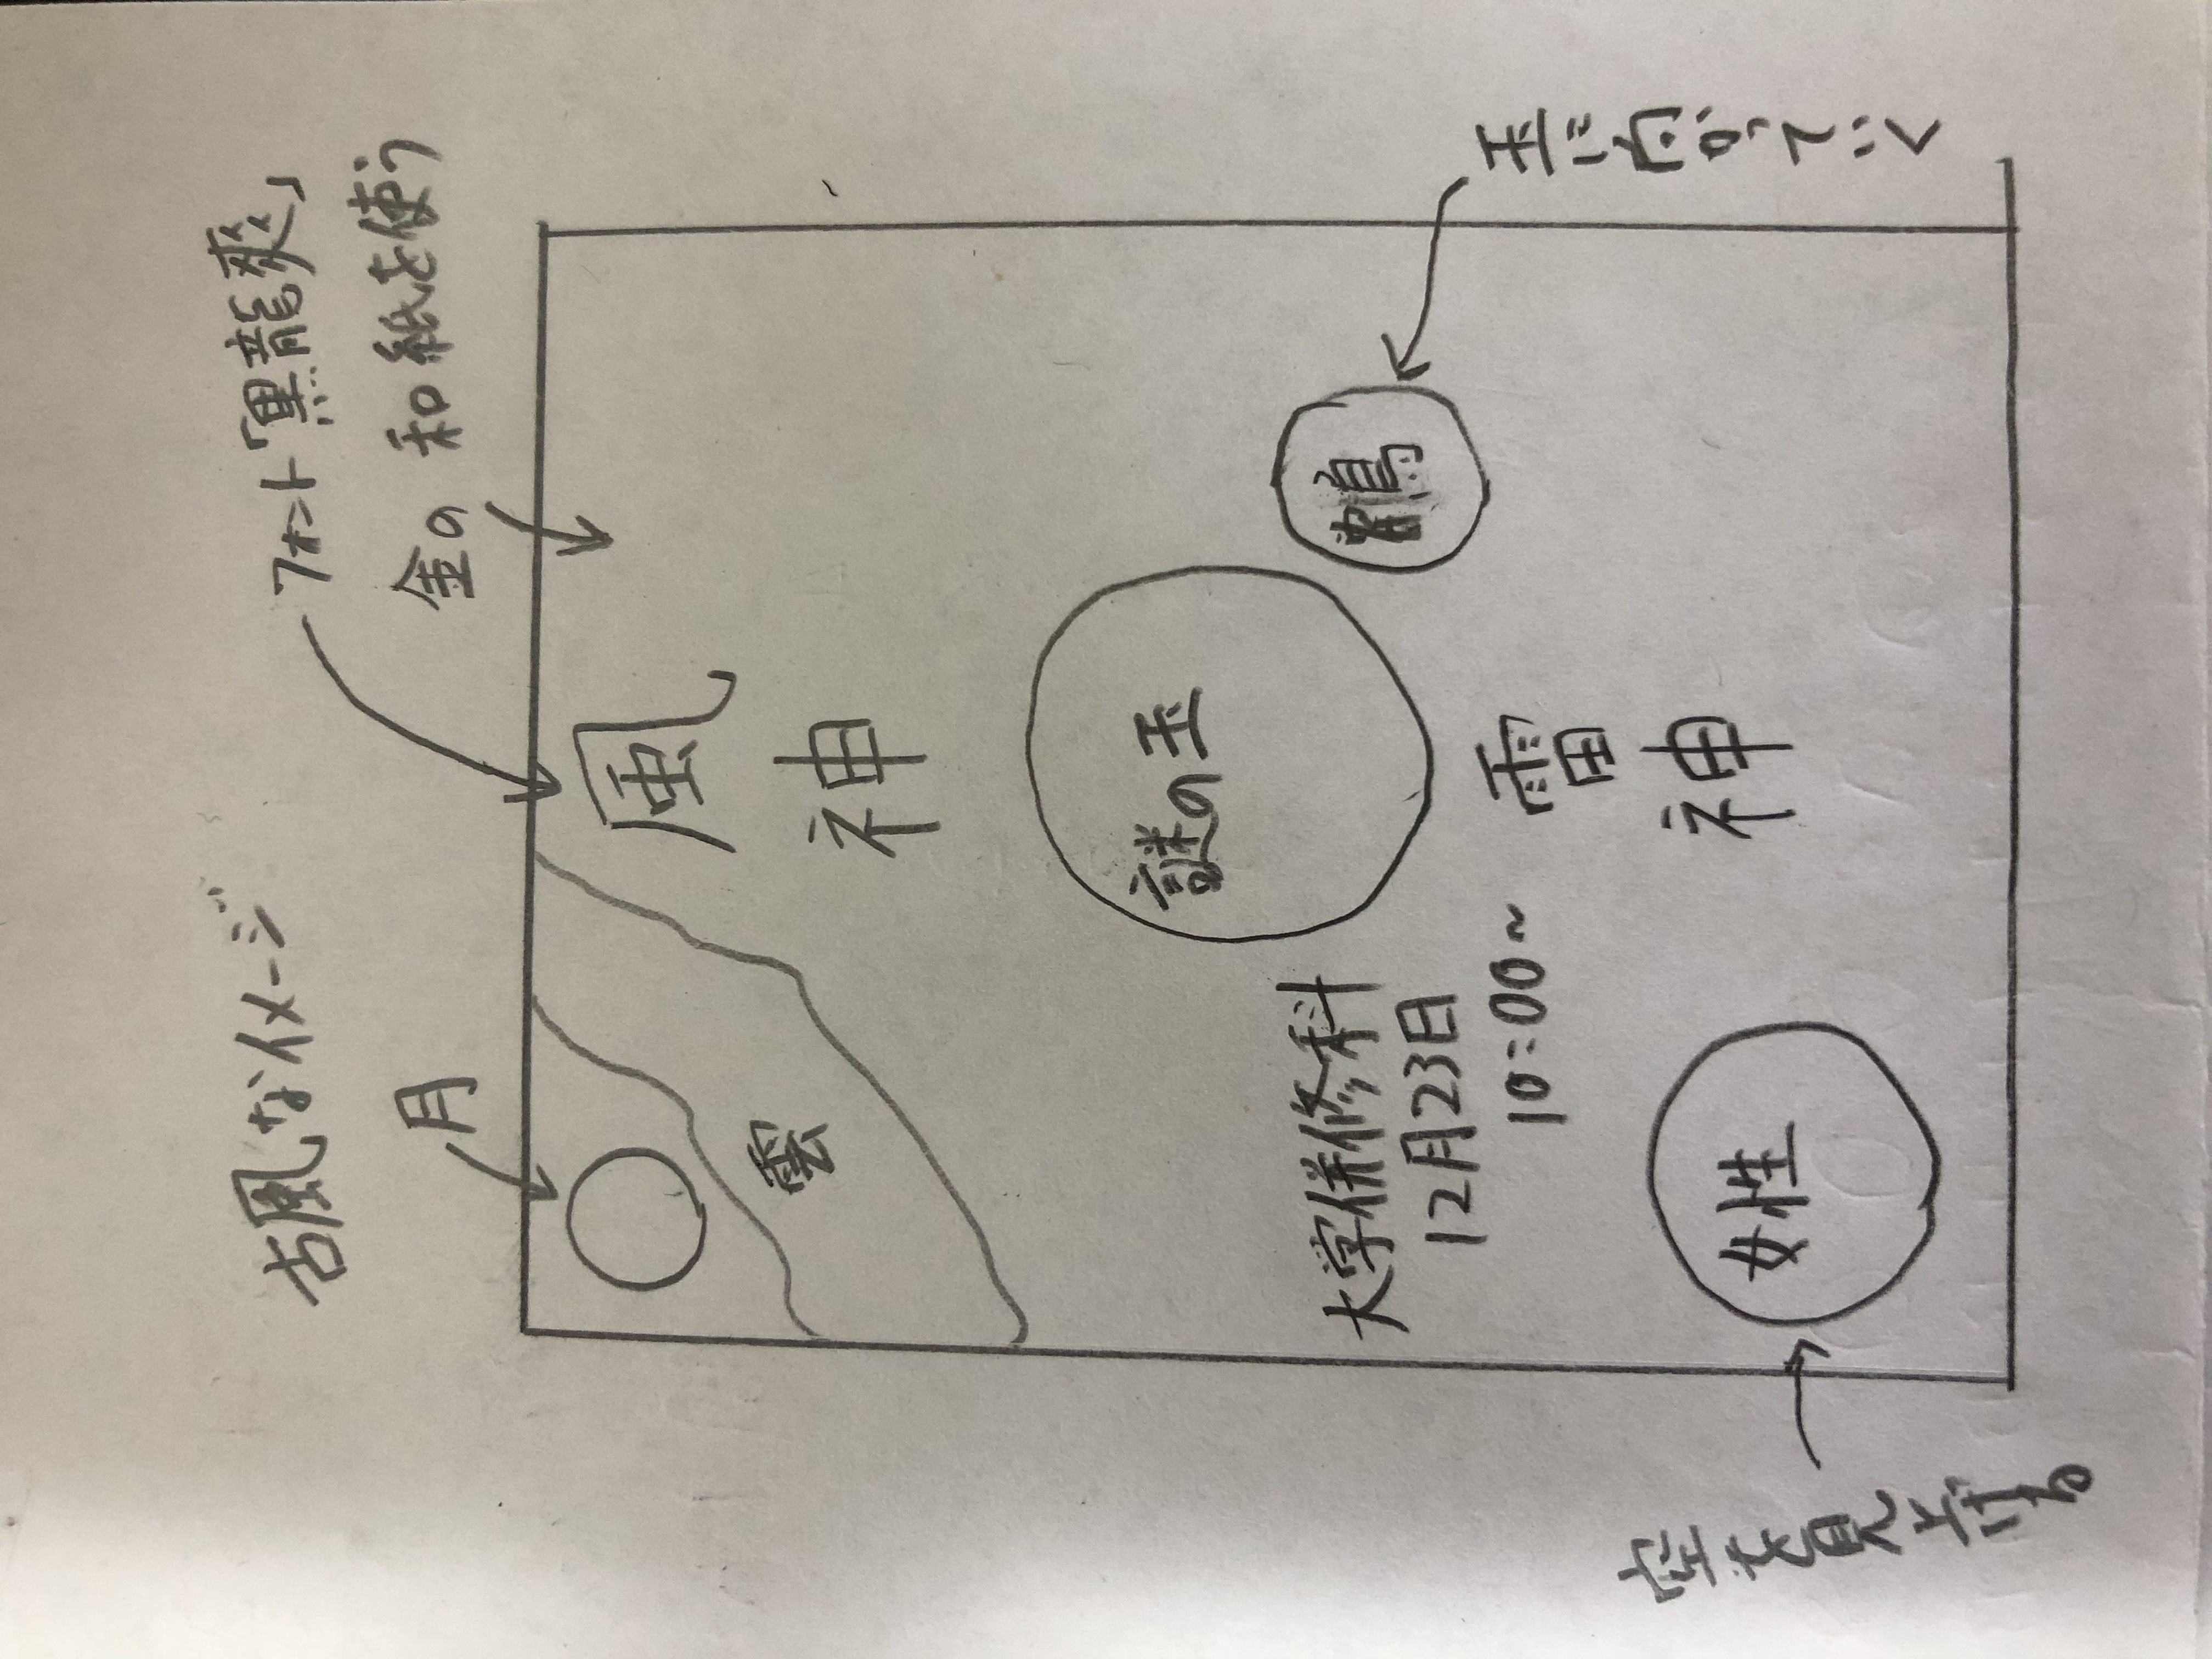 古風なイメージ
フォント「黒龍爽」
金の和紙を使う
月
風神
雲
謎の玉
大学併修科
12月23日
10:00~
鶴
玉に向かっていく
雷神
女性
空を見上げる